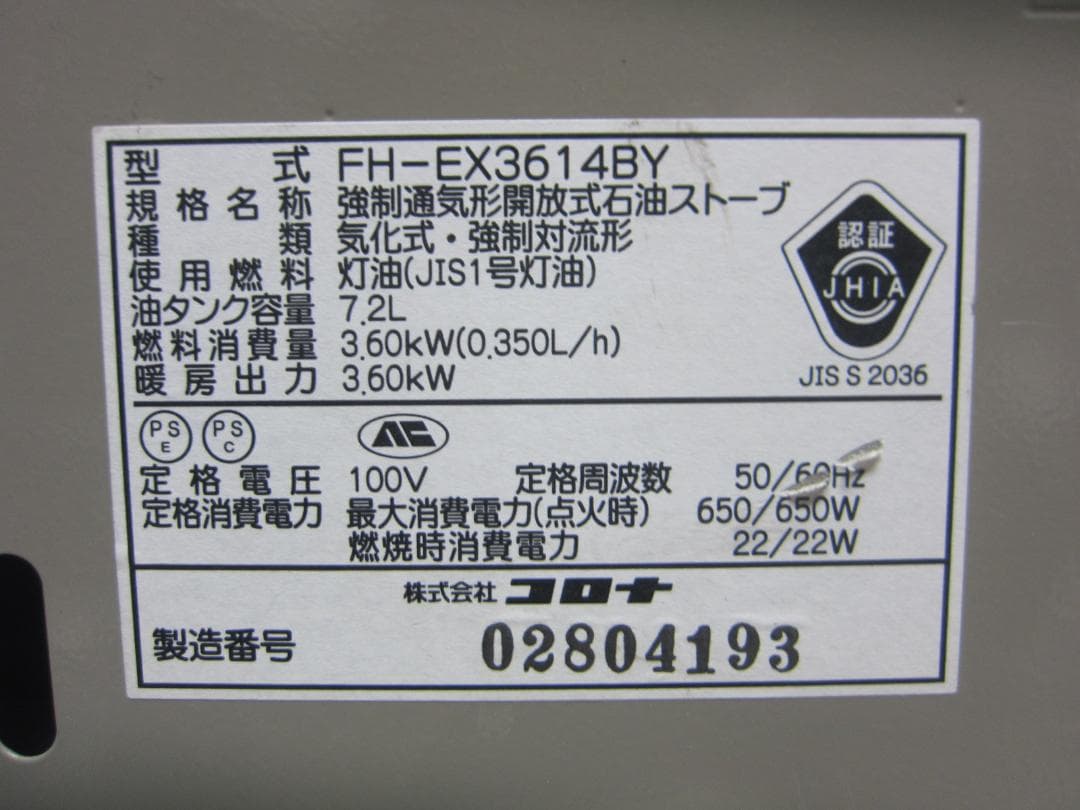 型式 FH-EX3614BY
規格名称 強制通気形開放式石油ストーブ
種類 気化式・強制対流形
使用燃料 灯油(JIS1号灯油)
油タンク容量 7.2L
燃料消費量 3.60kW(0.350L/h)
暖房出力 3.60kW
認証
JHIA
JIS S 2036
PS E PS C
定格電圧 100V 定格周波数 50/60Hz
定格消費電力 最大消費電力(点火時) 650/650W
燃焼時消費電力 22/22W
株式会社 コロナ
製造番号 02804193